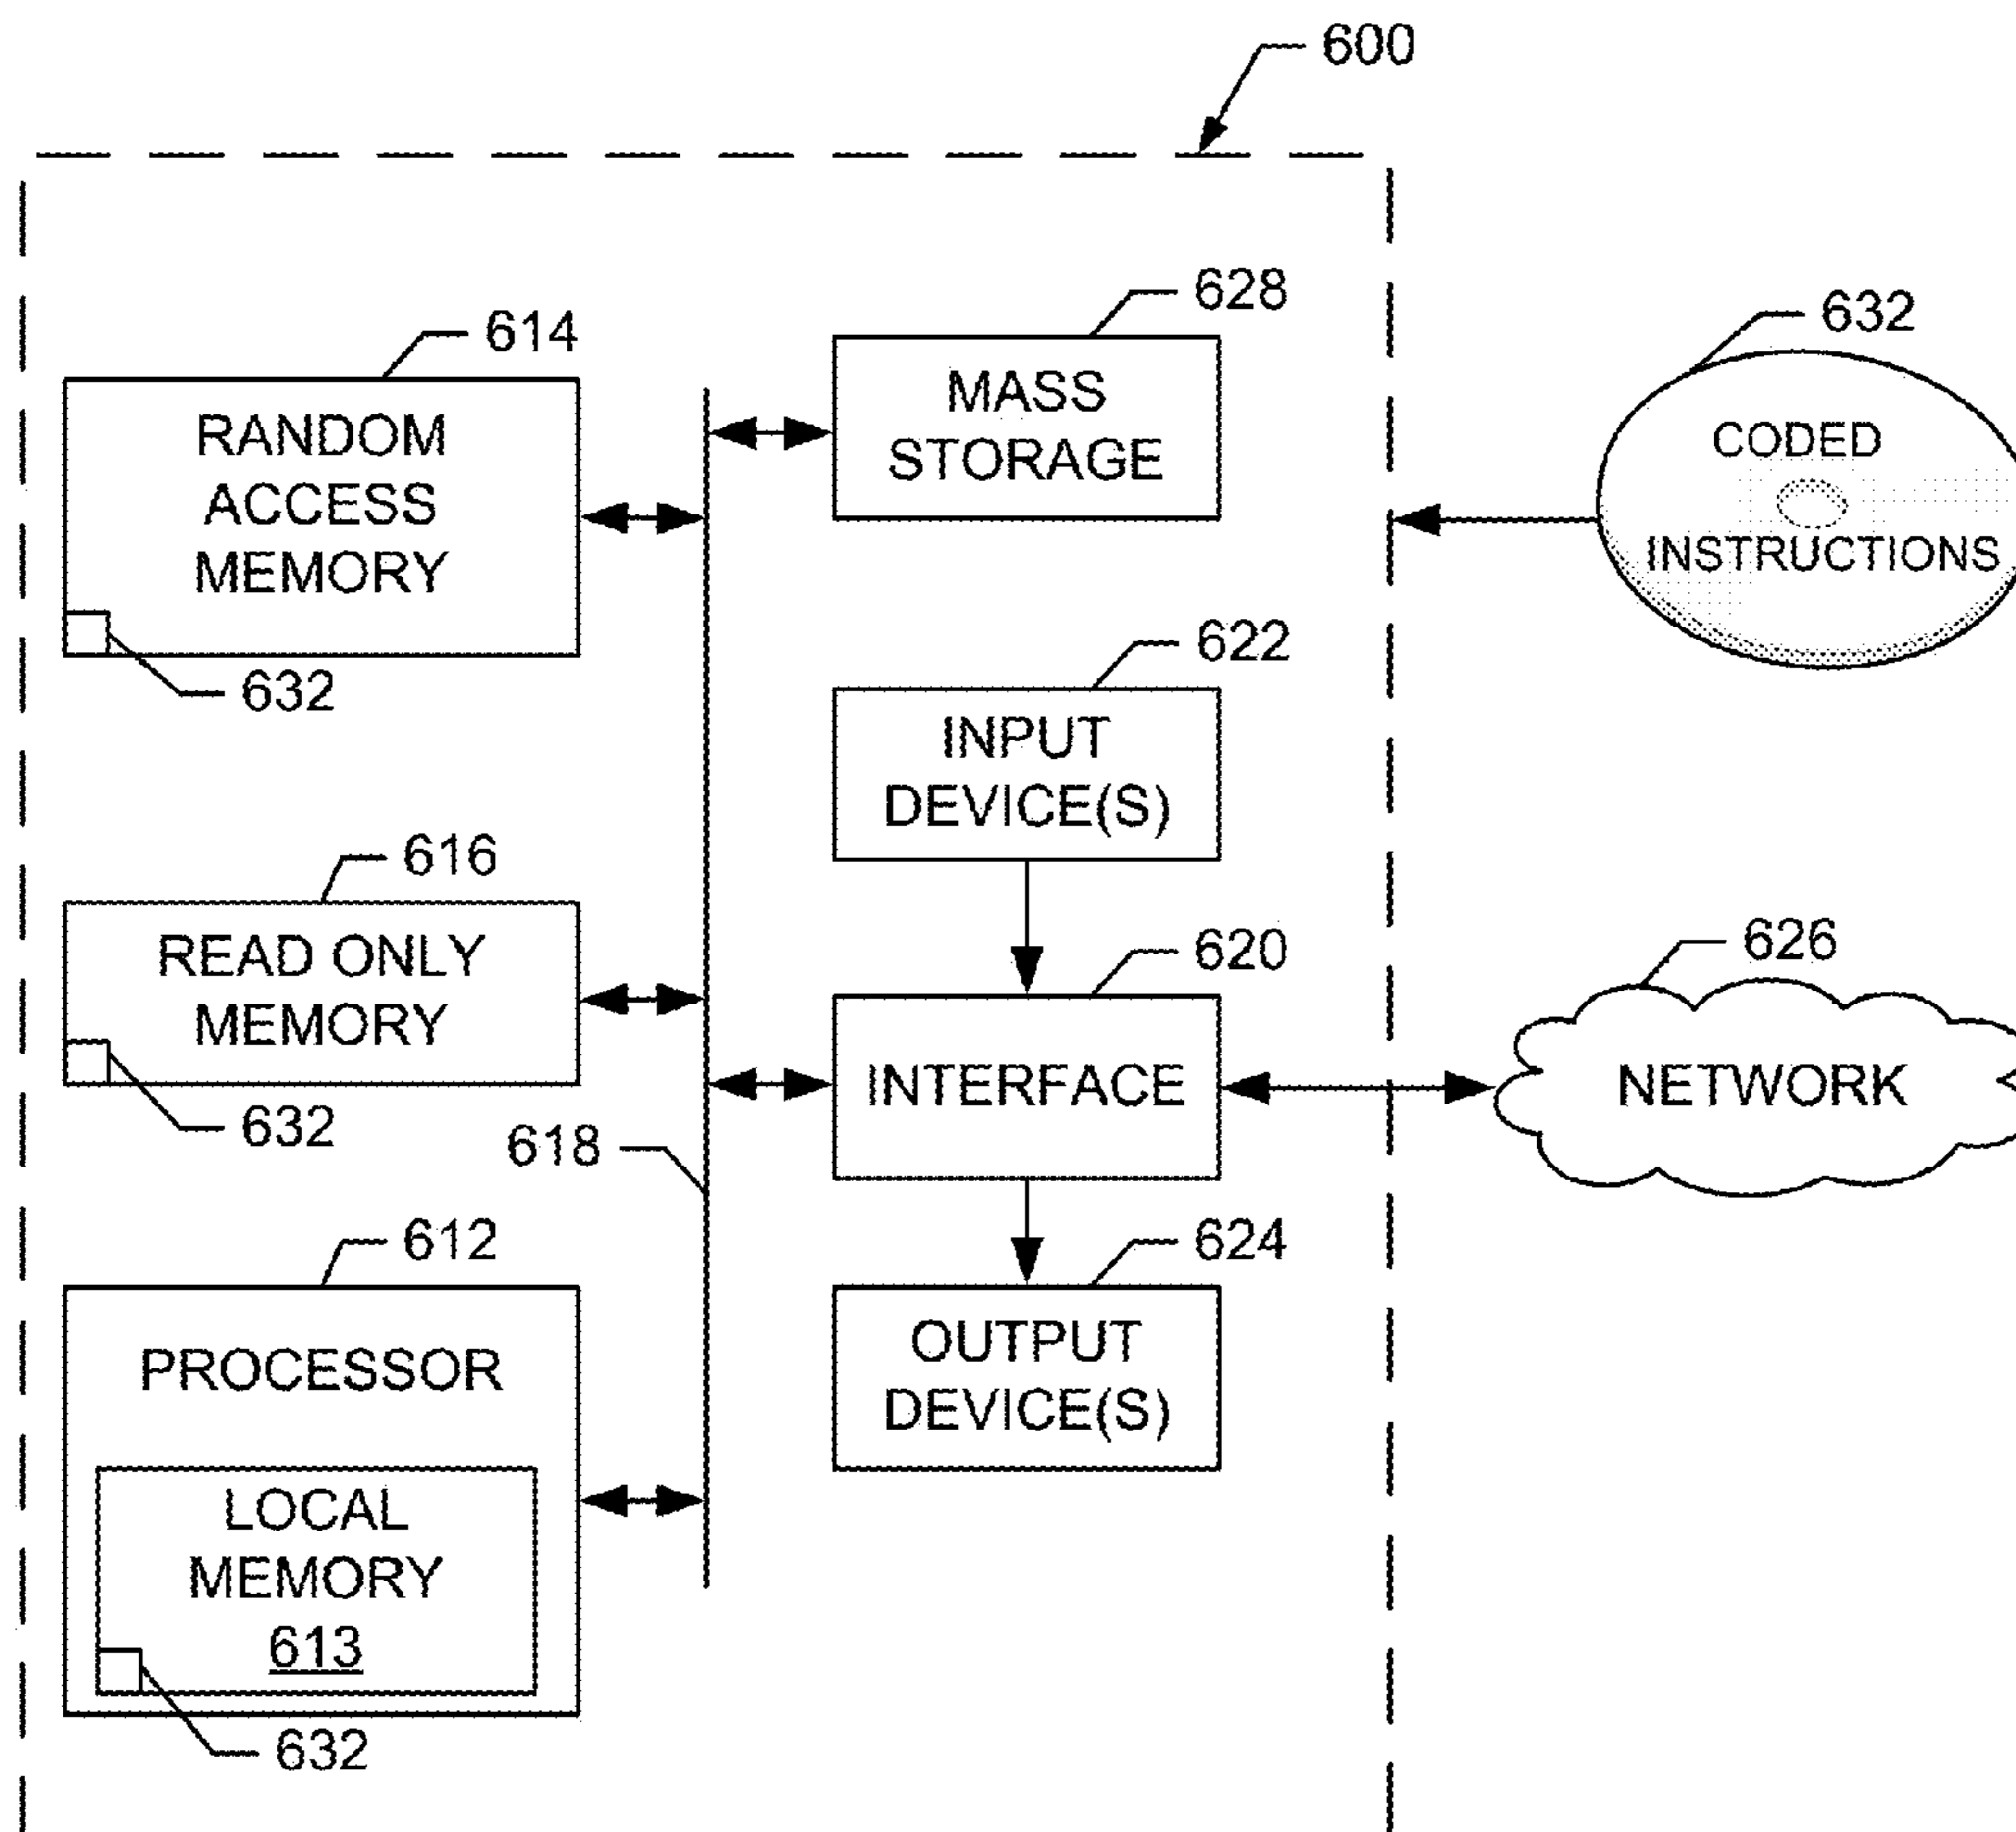 600
614
RANDOM
ACCESS
MEMORY
632
628
MASS
STORAGE
632
CODED
INSTRUCTIONS
622
INPUT
DEVICE(S)
616
READ ONLY
MEMORY
632
618
620
INTERFACE
626
NETWORK
612
PROCESSOR
LOCAL
MEMORY
613
632
624
OUTPUT
DEVICE(S)